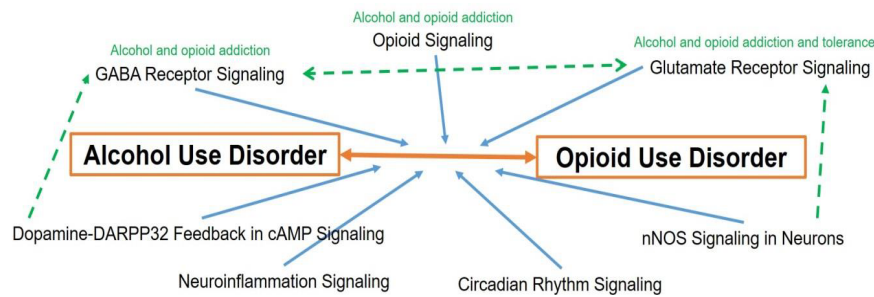 Alcohol and opioid addiction
Opioid Signaling
Alcohol and opioid addiction
GABA Receptor Signaling
Alcohol and opioid addiction and tolerance
Glutamate Receptor Signaling
Alcohol Use Disorder
Opioid Use Disorder
Dopamine-DARPP32 Feedback in cAMP Signaling
nNOS Signaling in Neurons
Neuroinflammation Signaling
Circadian Rhythm Signaling